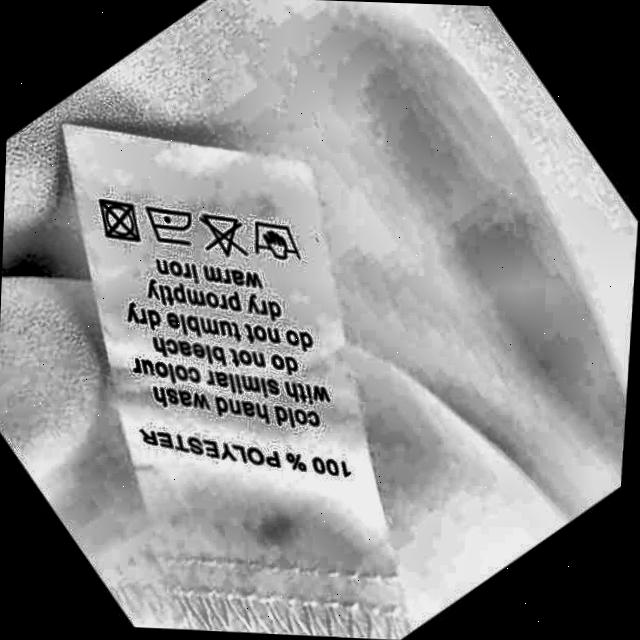 100 % POLYESTER
cold hand wash
with similar colour
do not bleach
do not tumble dry
dry promptly
warm iron